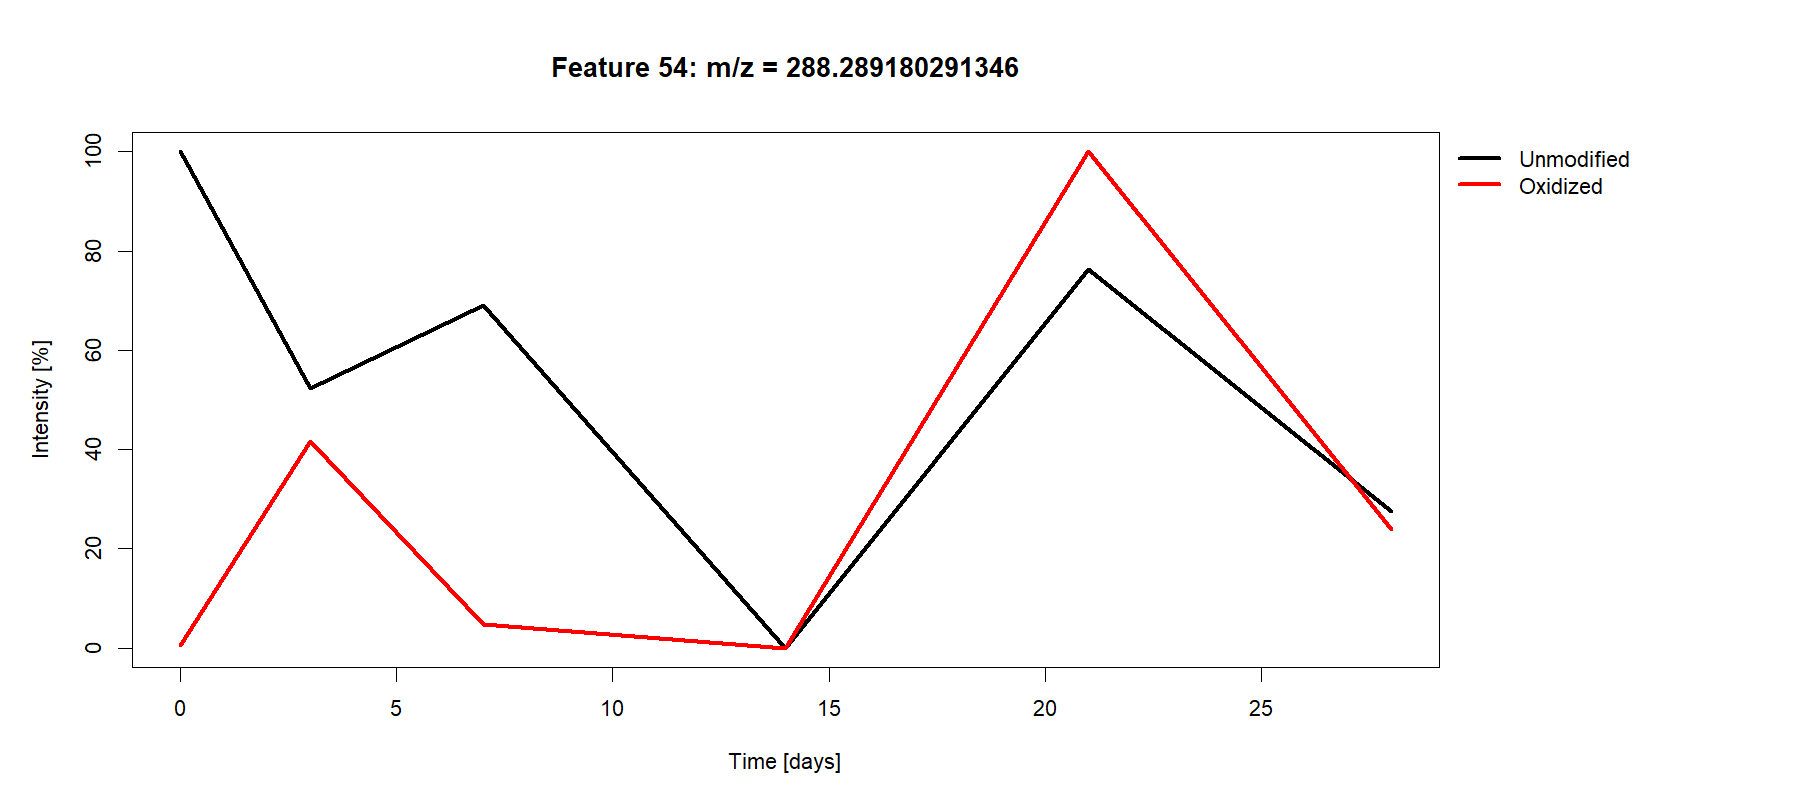 Feature 54: m/z = 288.289180291346
Unmodified
Oxidized
Intensity [%]
100
80
60
40
20
0
0 5 10 15 20 25
Time [days]